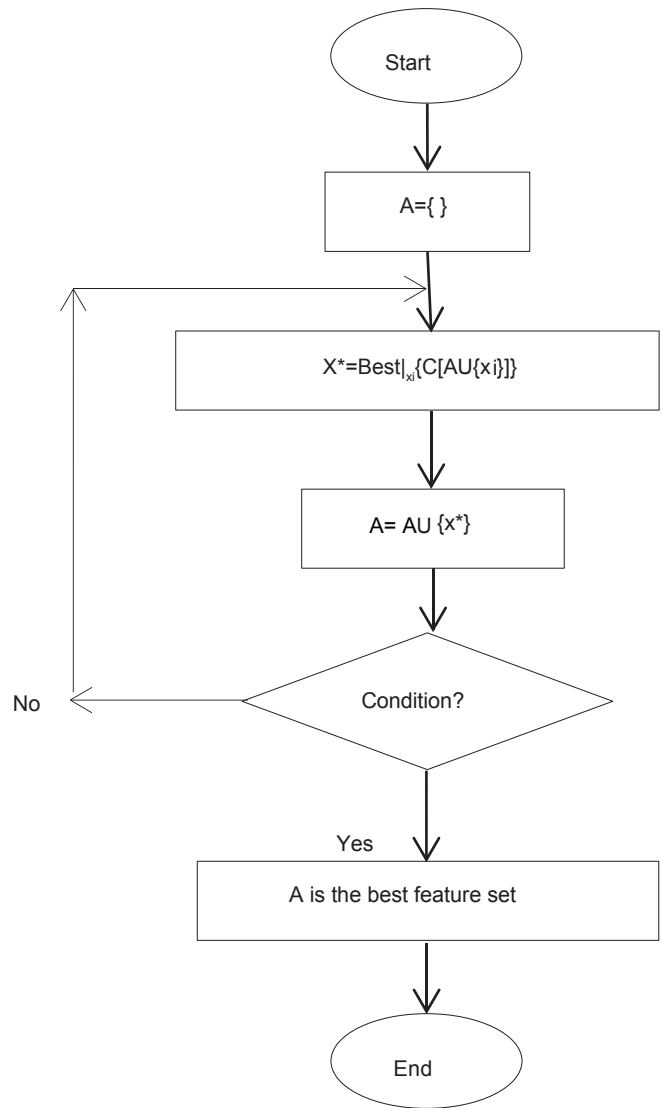 Start
A={ }
X*=Best|xi{C[AU{xi}]}
A= AU {x*}
Condition?
No
Yes
A is the best feature set
End